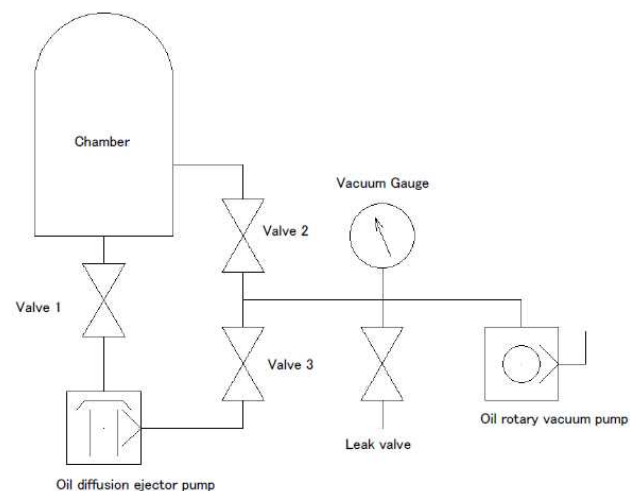 Chamber
Vacuum Gauge
Valve 2
Valve 1
Valve 3
Oil rotary vacuum pump
Leak valve
Oil diffusion ejector pump